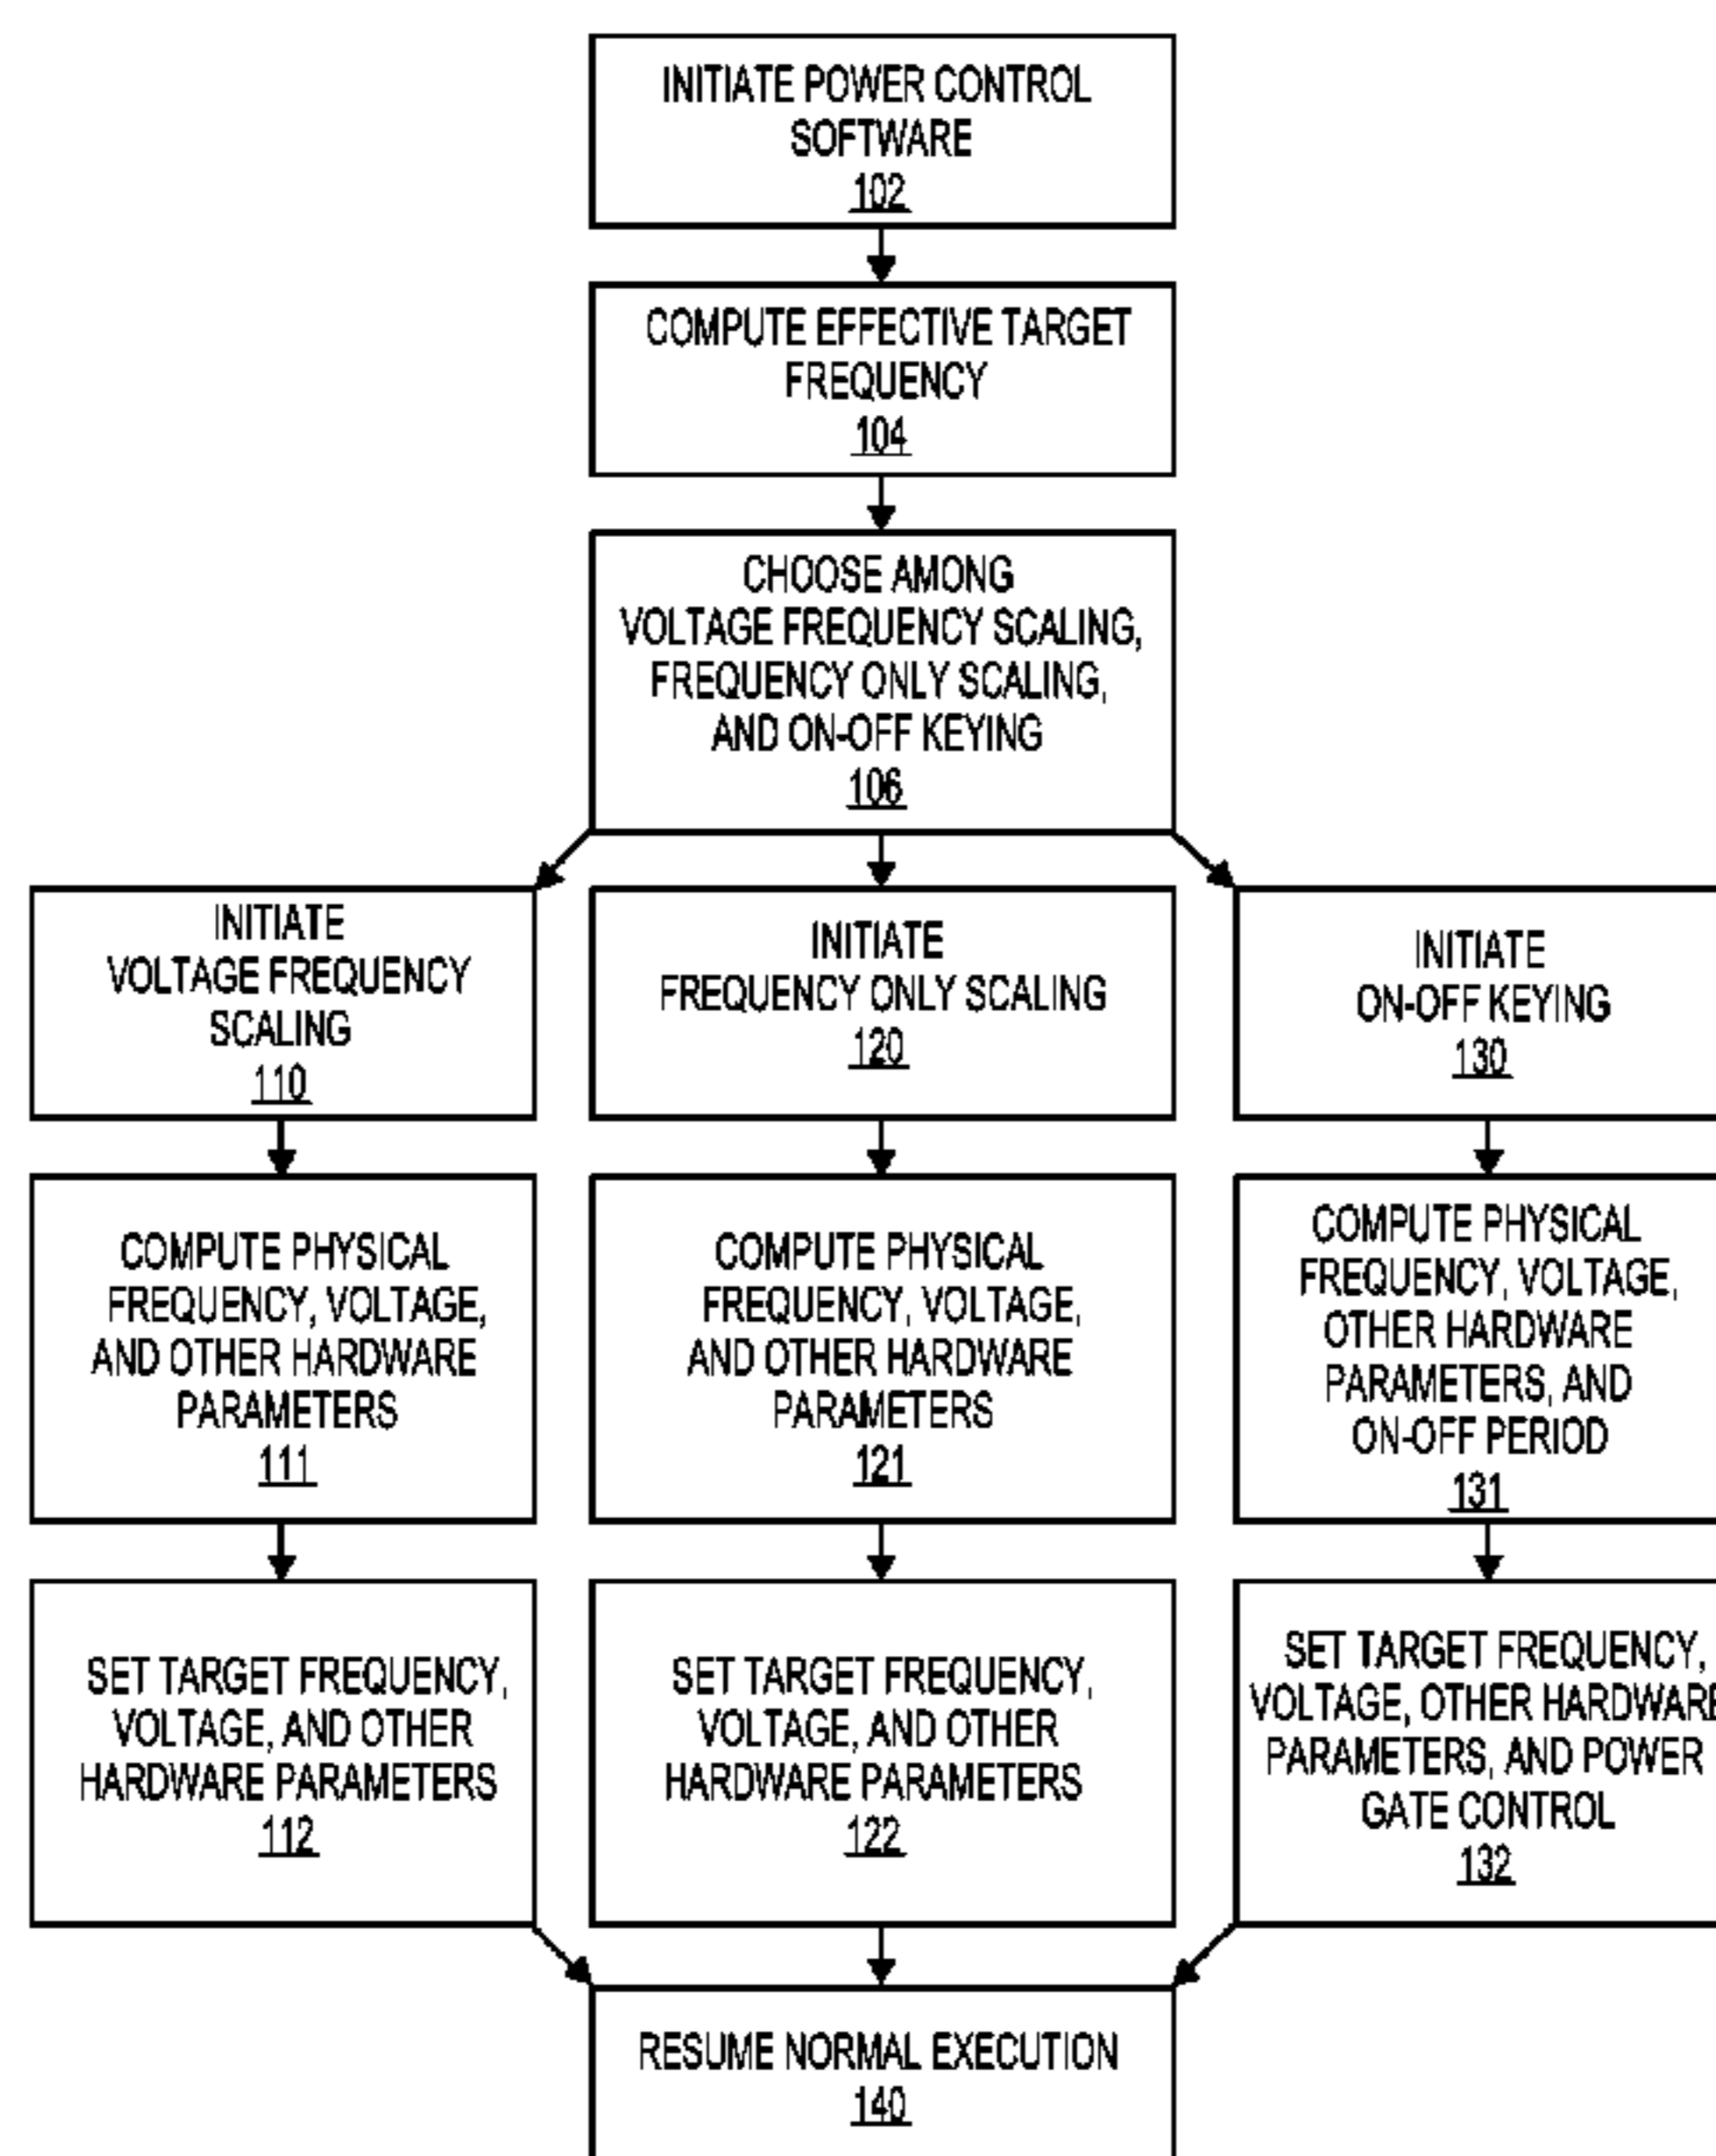 INITIATE POWER CONTROL
SOFTWARE
102
COMPUTE EFFECTIVE TARGET
FREQUENCY
104
CHOOSE AMONG
VOLTAGE FREQUENCY SCALING,
FREQUENCY ONLY SCALING,
AND ON-OFF KEYING
106
INITIATE
VOLTAGE FREQUENCY
SCALING
110
INITIATE
FREQUENCY ONLY SCALING
120
INITIATE
ON-OFF KEYING
130
COMPUTE PHYSICAL
FREQUENCY, VOLTAGE,
AND OTHER HARDWARE
PARAMETERS
111
COMPUTE PHYSICAL
FREQUENCY, VOLTAGE,
AND OTHER HARDWARE
PARAMETERS
121
COMPUTE PHYSICAL
FREQUENCY, VOLTAGE,
OTHER HARDWARE
PARAMETERS, AND
ON-OFF PERIOD
131
SET TARGET FREQUENCY,
VOLTAGE, AND OTHER
HARDWARE PARAMETERS
112
SET TARGET FREQUENCY,
VOLTAGE, AND OTHER
HARDWARE PARAMETERS
122
SET TARGET FREQUENCY,
VOLTAGE, OTHER HARDWARE
PARAMETERS, AND POWER
GATE CONTROL
132
RESUME NORMAL EXECUTION
140